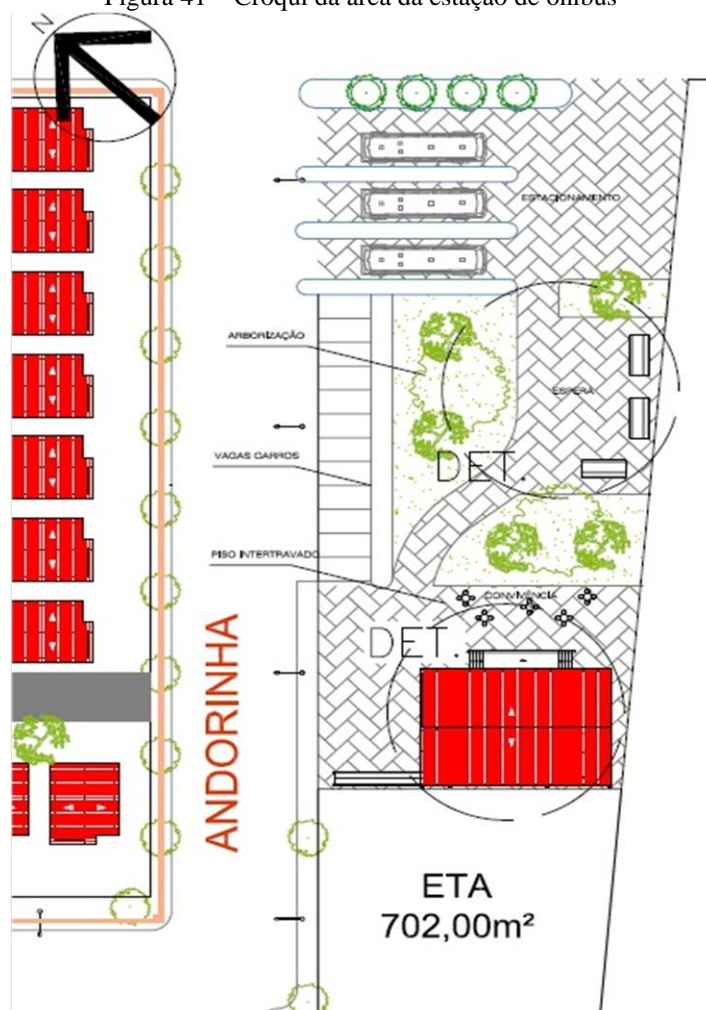 Figura 41 – Croqui da área da estação de ônibus
N
ESTACIONAMENTO
ARBORIZAÇÃO
ESPERA
VAGAS CARROS
DET.
PISO INTERTRAVADO
CONVIVÊNCIA
DET.
ANDORINHA
ETA
702,00m²